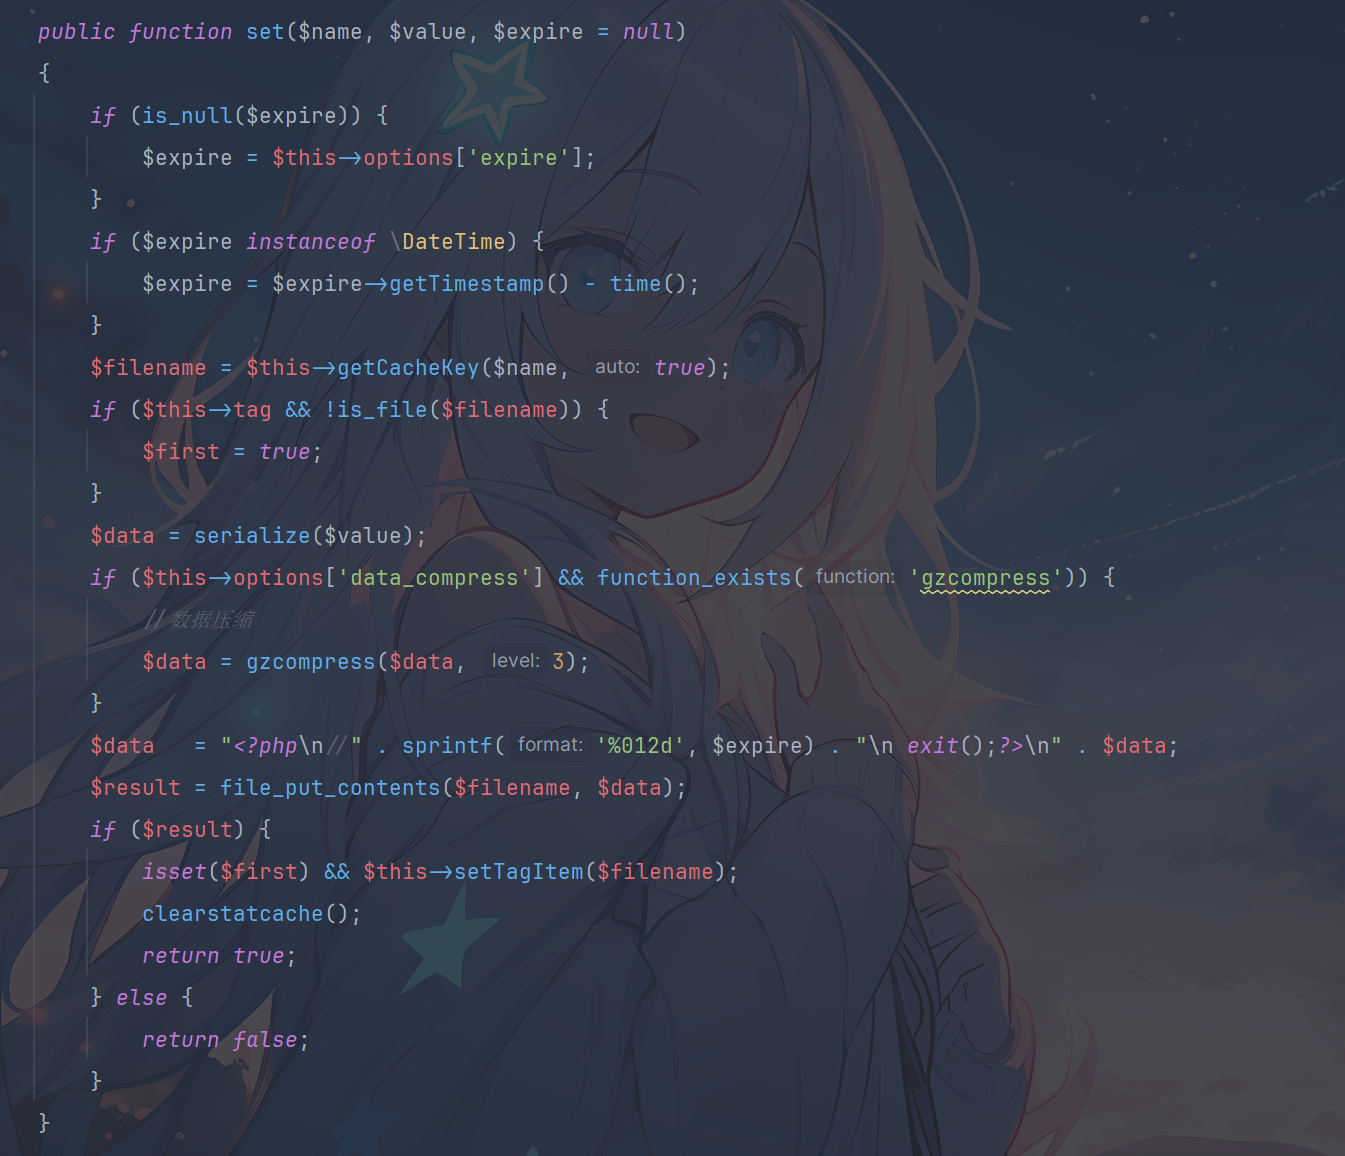 public function set($name, $value, $expire = null)
{
    if (is_null($expire)) {
        $expire = $this->options['expire'];
    }
    if ($expire instanceof \DateTime) {
        $expire = $expire->getTimestamp() - time();
    }
    $filename = $this->getCacheKey($name, auto: true);
    if ($this->tag && !is_file($filename)) {
        $first = true;
    }
    $data = serialize($value);
    if ($this->options['data_compress'] && function_exists( function: 'gzcompress')) {
        // 数据压缩
        $data = gzcompress($data, level: 3);
    }
    $data   = "<?php\n//" . sprintf( format: '%012d', $expire) . "\n exit();?>\n" . $data;
    $result = file_put_contents($filename, $data);
    if ($result) {
        isset($first) && $this->setTagItem($filename);
        clearstatcache();
        return true;
    } else {
        return false;
    }
}